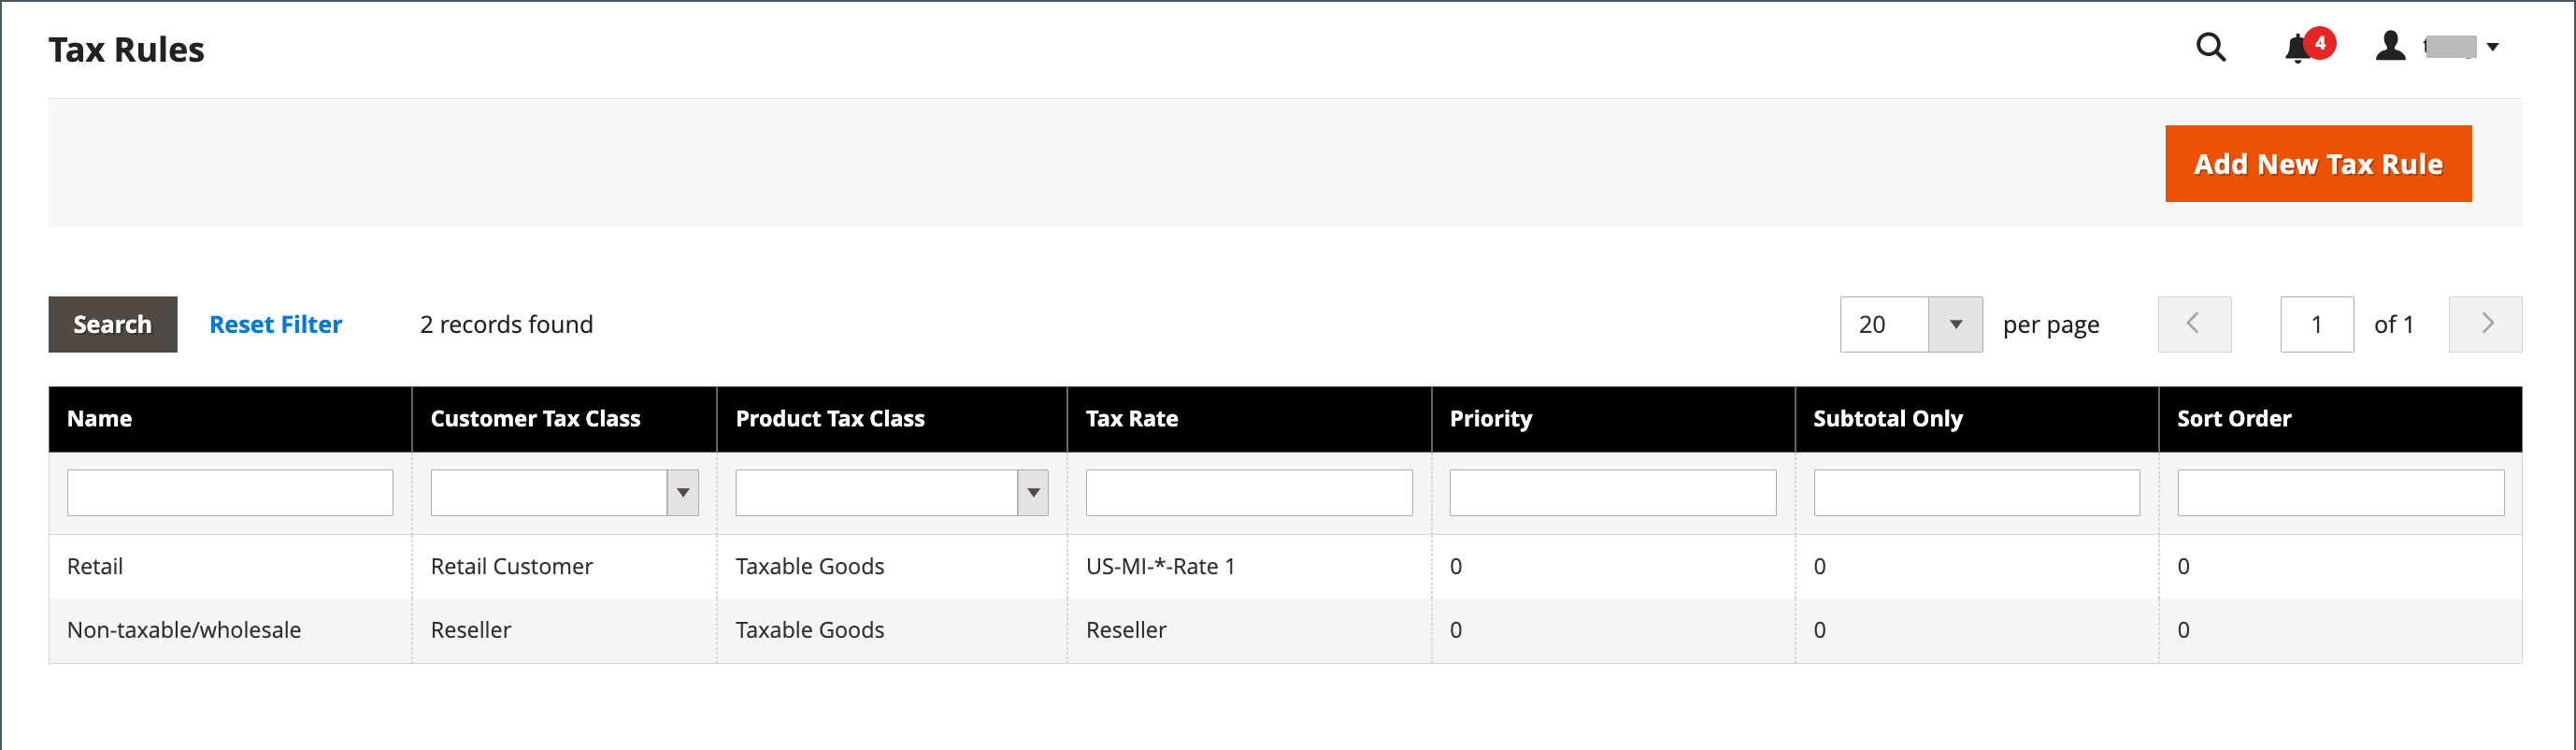 Tax Rules
4
Add New Tax Rule
Search Reset Filter 2 records found 20 per page 1 of 1
Name Customer Tax Class Product Tax Class Tax Rate Priority Subtotal Only Sort Order
Retail Retail Customer Taxable Goods US-MI-*-Rate 1 0 0 0
Non-taxable/wholesale Reseller Taxable Goods Reseller 0 0 0